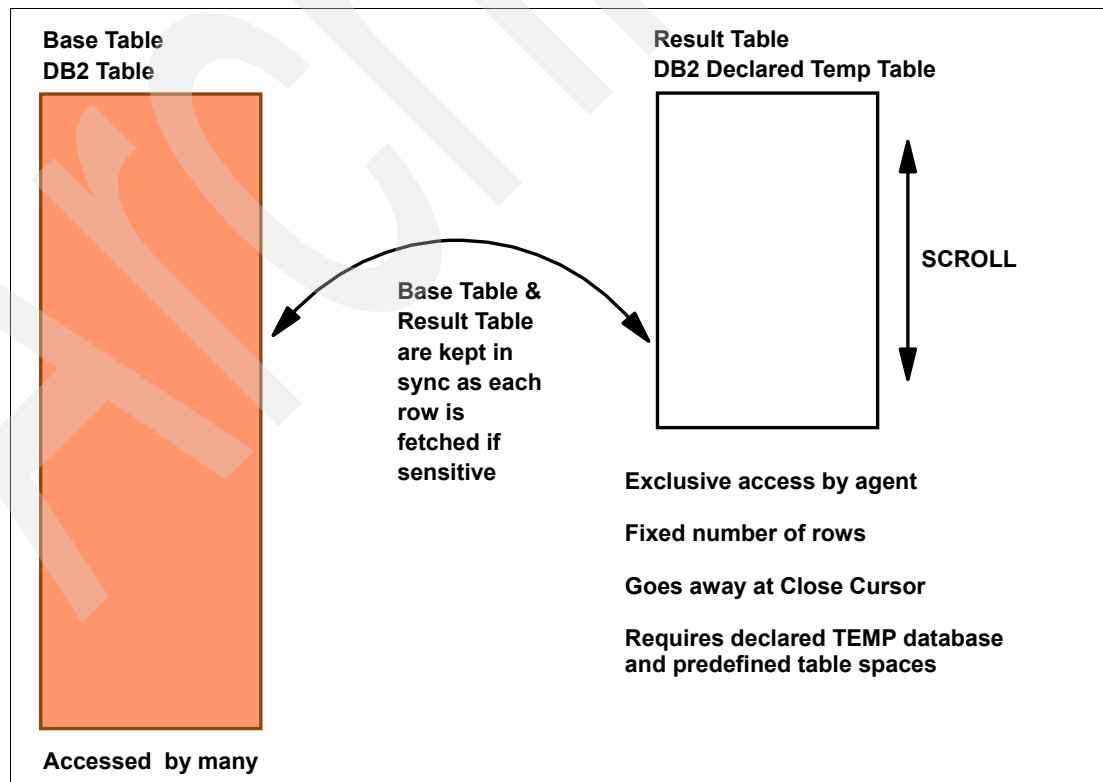 Base Table
DB2 Table
Result Table
DB2 Declared Temp Table
SCROLL
Base Table &
Result Table
are kept in
sync as each
row is
fetched if
sensitive
Exclusive access by agent
Fixed number of rows
Goes away at Close Cursor
Requires declared TEMP database
and predefined table spaces
Accessed  by many